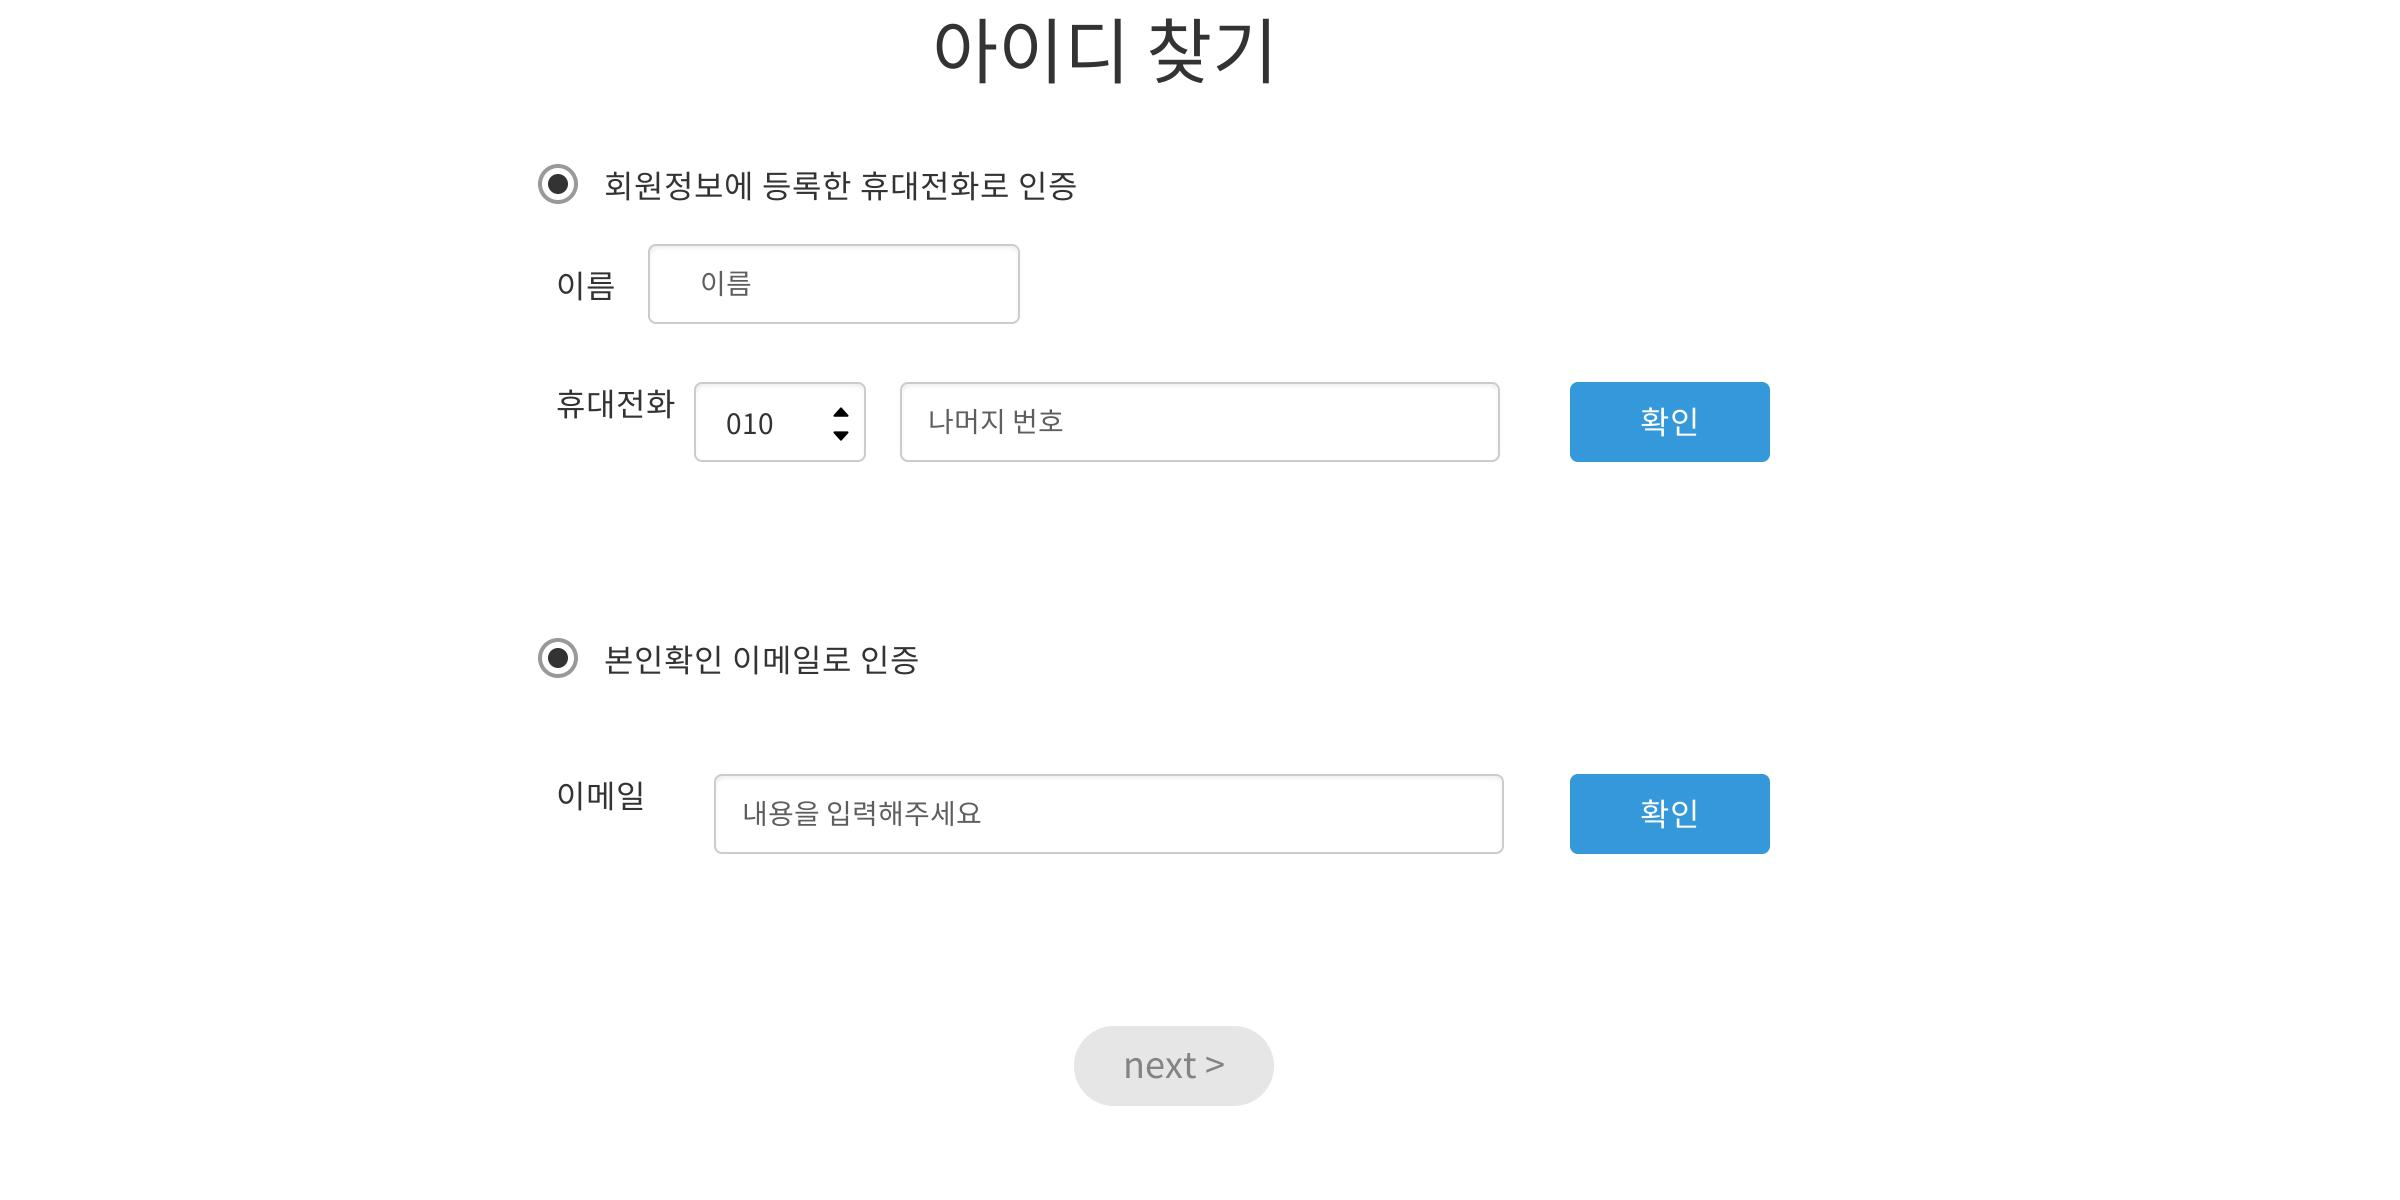 아이디 찾기
회원정보에 등록한 휴대전화로 인증
이름 이름
휴대전화 010 나머지 번호 확인
본인확인 이메일로 인증
이메일 내용을 입력해주세요 확인
next >